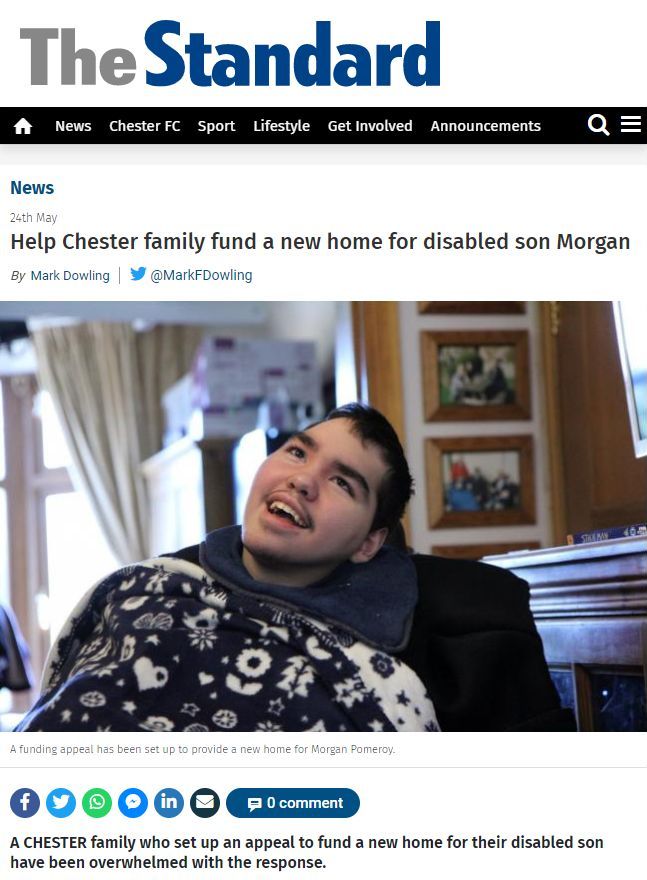 The Standard
News Chester FC Sport Lifestyle Get Involved Announcements
News
24th May
Help Chester family fund a new home for disabled son Morgan
By Mark Dowling @MarkFDowling
A funding appeal has been set up to provide a new home for Morgan Pomeroy.
0 comment
A CHESTER family who set up an appeal to fund a new home for their disabled son
have been overwhelmed with the response.